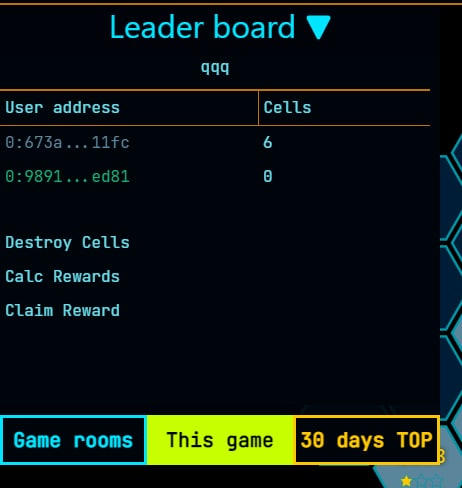 Leader board ▼
qqq
User address Cells
0:673a...11fc 6
0:9891...ed81 0
Destroy Cells
Calc Rewards
Claim Reward
Game rooms This game 30 days TOP